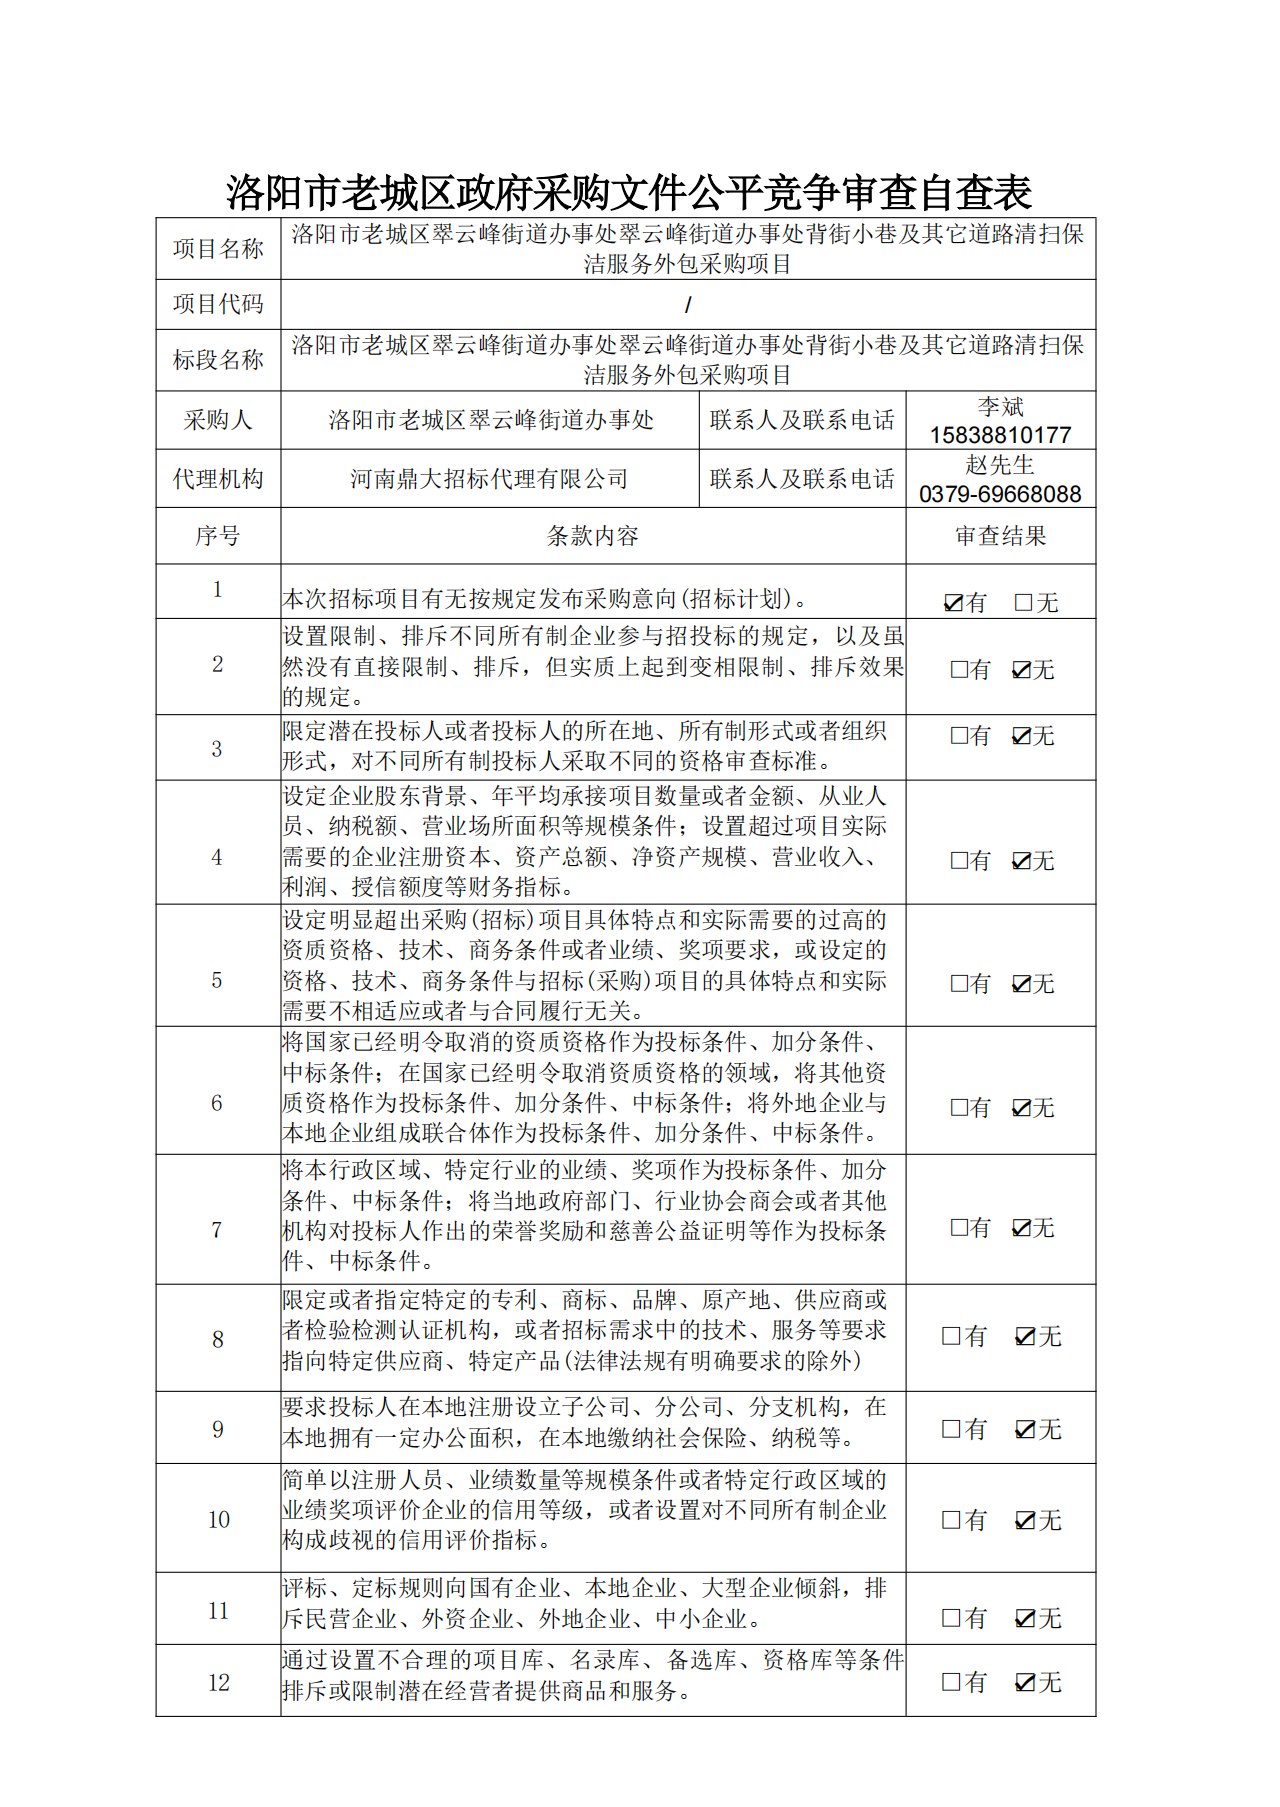 洛阳市老城区政府采购文件公平竞争审查自查表
项目名称
洛阳市老城区翠云峰街道办事处翠云峰街道办事处背街小巷及其它道路清扫保
洁服务外包采购项目
项目代码
/
标段名称
洛阳市老城区翠云峰街道办事处翠云峰街道办事处背街小巷及其它道路清扫保
洁服务外包采购项目
采购人
洛阳市老城区翠云峰街道办事处
联系人及联系电话
李斌
15838810177
代理机构
河南鼎大招标代理有限公司
联系人及联系电话
赵先生
0379-69668088
序号
条款内容
审查结果
1
本次招标项目有无按规定发布采购意向(招标计划)。
☑有 □无
2
设置限制、排斥不同所有制企业参与招投标的规定，以及虽
然没有直接限制、排斥，但实质上起到变相限制、排斥效果
的规定。
□有 ☑无
3
限定潜在投标人或者投标人的所在地、所有制形式或者组织
形式，对不同所有制投标人采取不同的资格审查标准。
□有 ☑无
4
设定企业股东背景、年平均承接项目数量或者金额、从业人
员、纳税额、营业场所面积等规模条件；设置超过项目实际
需要的企业注册资本、资产总额、净资产规模、营业收入、
利润、授信额度等财务指标。
□有 ☑无
5
设定明显超出采购(招标)项目具体特点和实际需要的过高的
资质资格、技术、商务条件或者业绩、奖项要求，或设定的
资格、技术、商务条件与招标(采购)项目的具体特点和实际
需要不相适应或者与合同履行无关。
□有 ☑无
6
将国家已经明令取消的资质资格作为投标条件、加分条件、
中标条件；在国家已经明令取消资质资格的领域，将其他资
质资格作为投标条件、加分条件、中标条件；将外地企业与
本地企业组成联合体作为投标条件、加分条件、中标条件。
□有 ☑无
7
将本行政区域、特定行业的业绩、奖项作为投标条件、加分
条件、中标条件；将当地政府部门、行业协会商会或者其他
机构对投标人作出的荣誉奖励和慈善公益证明等作为投标条
件、中标条件。
□有 ☑无
8
限定或者指定特定的专利、商标、品牌、原产地、供应商或
者检验检测认证机构，或者招标需求中的技术、服务等要求
指向特定供应商、特定产品(法律法规有明确要求的除外)
□有 ☑无
9
要求投标人在本地注册设立子公司、分公司、分支机构，在
本地拥有一定办公面积，在本地缴纳社会保险、纳税等。
□有 ☑无
10
简单以注册人员、业绩数量等规模条件或者特定行政区域的
业绩奖项评价企业的信用等级，或者设置对不同所有制企业
构成歧视的信用评价指标。
□有 ☑无
11
评标、定标规则向国有企业、本地企业、大型企业倾斜，排
斥民营企业、外资企业、外地企业、中小企业。
□有 ☑无
12
通过设置不合理的项目库、名录库、备选库、资格库等条件
排斥或限制潜在经营者提供商品和服务。
□有 ☑无